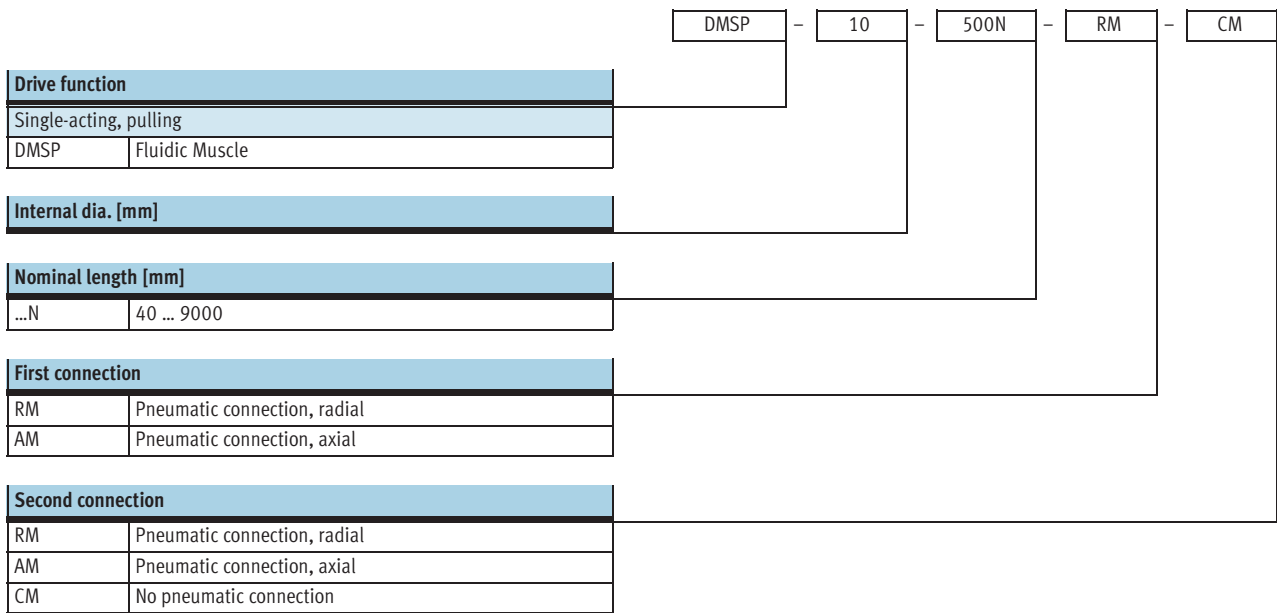 DMSP – 10 – 500N – RM – CM
Drive function
Single-acting, pulling
DMSP Fluidic Muscle
Internal dia. [mm]
Nominal length [mm]
...N 40 ... 9000
First connection
RM Pneumatic connection, radial
AM Pneumatic connection, axial
Second connection
RM Pneumatic connection, radial
AM Pneumatic connection, axial
CM No pneumatic connection